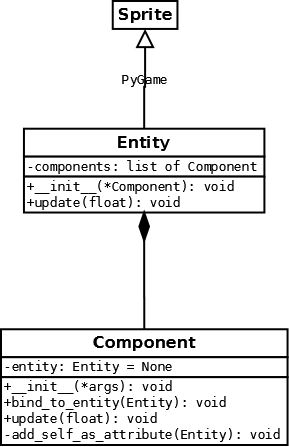 Sprite
PyGame
Entity
-components: list of Component
+__init__(*Component): void
+update(float): void
Component
-entity: Entity = None
+__init__(*args): void
+bind_to_entity(Entity): void
+update(float): void
-add_self_as_attribute(Entity): void